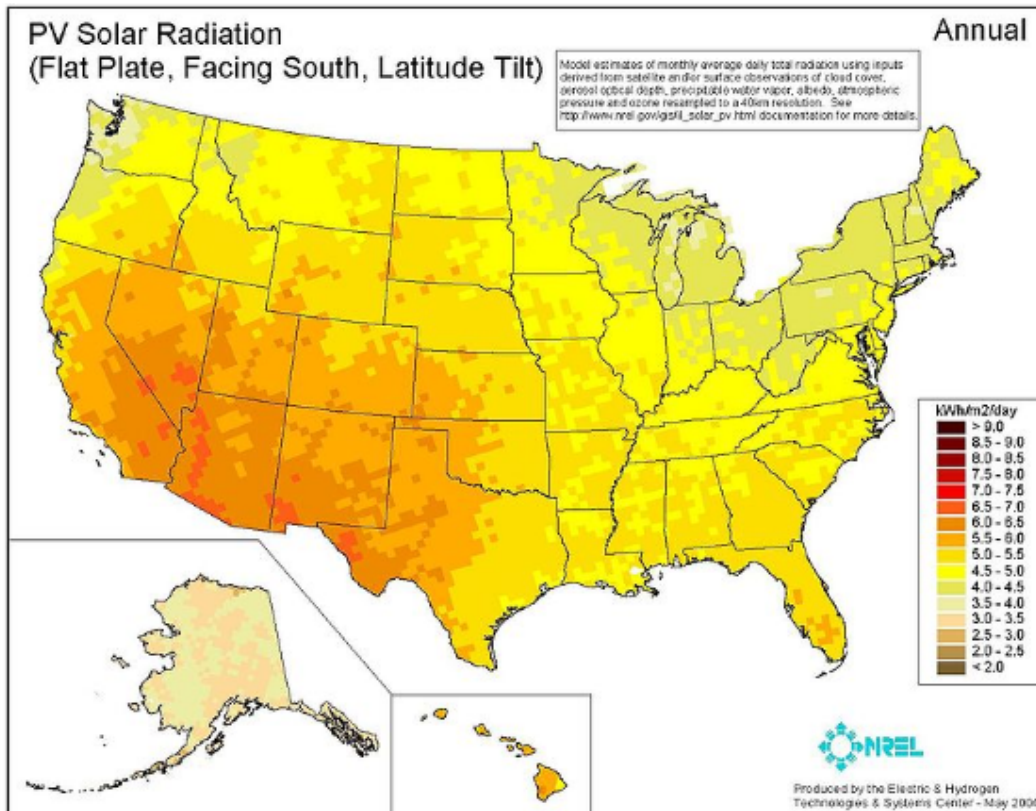 PV Solar Radiation
(Flat Plate, Facing South, Latitude Tilt)
Annual
Model estimates of monthly average daily total radiation using inputs
derived from satellite and/or surface observations of cloud cover,
aerosol optical depth, precipitable water vapor, albedo, atmospheric
pressure and ozone resampled to a 40km resolution. See
http://www.nrel.gov/gis/il_solar_pv.html documentation for more details.
kWh/m2/day
> 9.0
8.5 - 9.0
8.0 - 8.5
7.5 - 8.0
7.0 - 7.5
6.5 - 7.0
6.0 - 6.5
5.5 - 6.0
5.0 - 5.5
4.5 - 5.0
4.0 - 4.5
3.5 - 4.0
3.0 - 3.5
2.5 - 3.0
2.0 - 2.5
< 2.0
NREL
Produced by the Electric & Hydrogen
Technologies & Systems Center - May